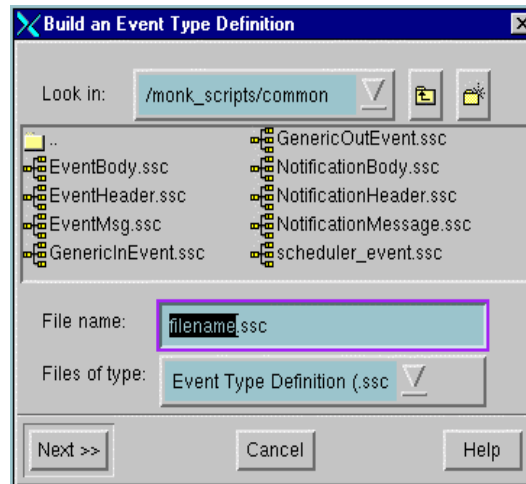 Build an Event Type Definition
Look in: /monk_scripts/common
..
EventBody.ssc
EventHeader.ssc
EventMsg.ssc
GenericInEvent.ssc
GenericOutEvent.ssc
NotificationBody.ssc
NotificationHeader.ssc
NotificationMessage.ssc
scheduler_event.ssc
File name: filename.ssc
Files of type: Event Type Definition (.ssc
Next >> Cancel Help